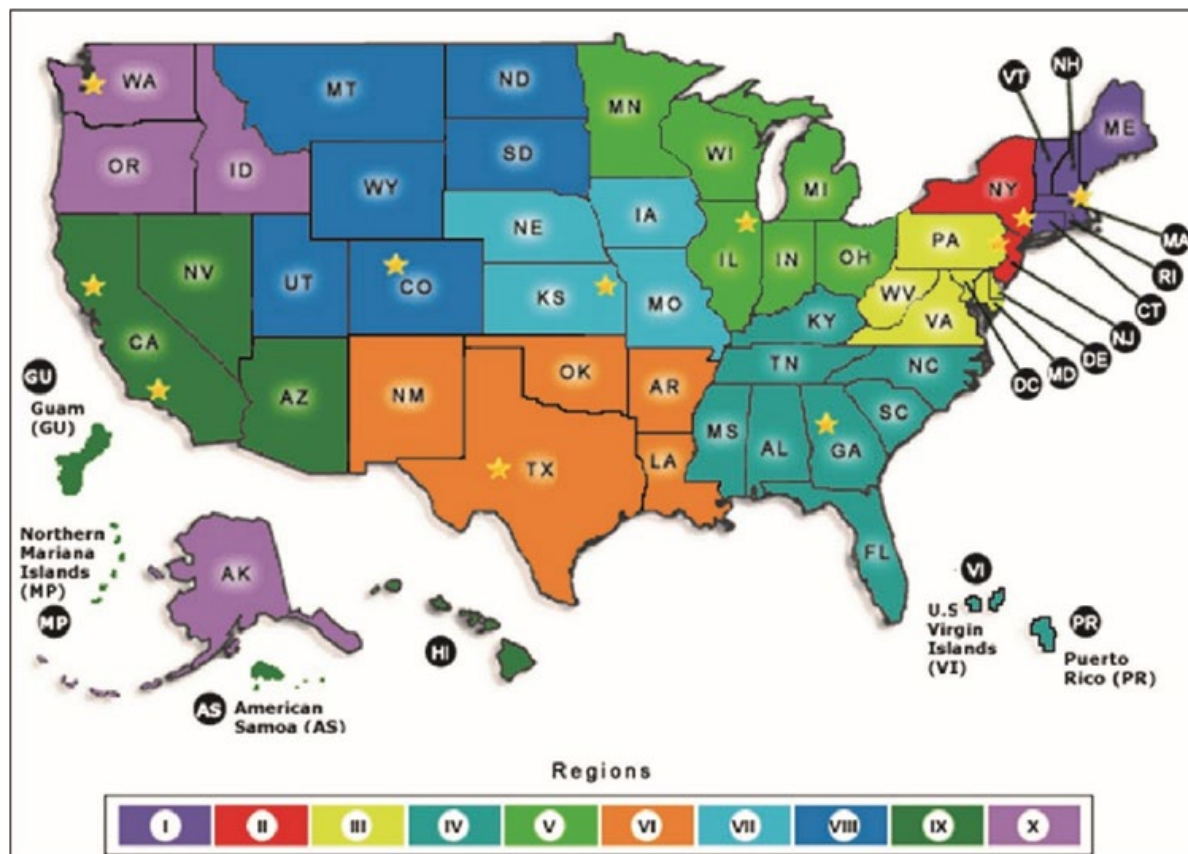 VT
NH
WA
MT
ND
MN
ME
OR
ID
SD
WI
MI
NY
WY
NE
IA
PA
MA
RI
NV
UT
CO
IL
IN
OH
WV
CT
KS
MO
KY
VA
NJ
CA
DE
MD
DC
TN
NC
GU
Guam
(GU)
AZ
NM
OK
AR
SC
MS
AL
GA
TX
LA
Northern
Mariana
Islands
(MP)
MP
AK
FL
VI
U.S
Virgin
Islands
(VI)
PR
Puerto
Rico (PR)
HI
AS
American
Samoa (AS)
Regions
I II III IV V VI VII VIII IX X